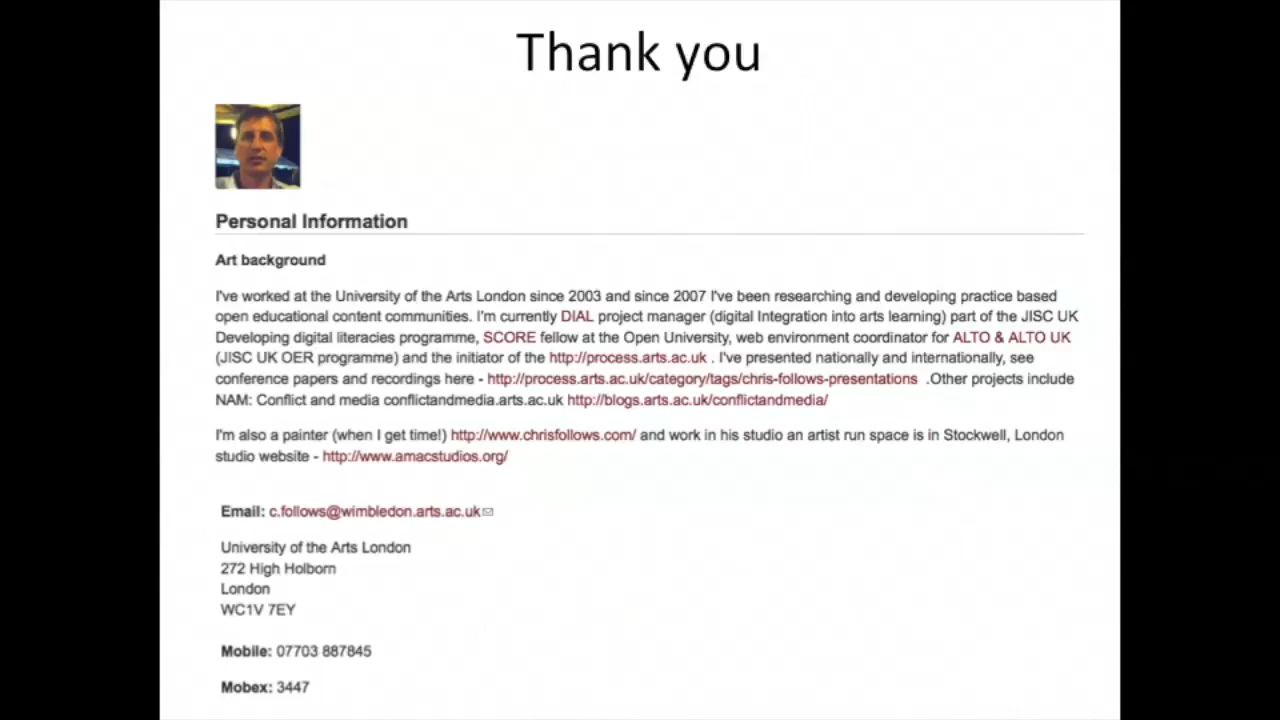 Thank you
Personal Information
Art background
I've worked at the University of the Arts London since 2003 and since 2007 I've been researching and developing practice based
open educational content communities. I'm currently DIAL project manager (digital Integration into arts learning) part of the JISC UK
Developing digital literacies programme, SCORE fellow at the Open University, web environment coordinator for ALTO & ALTO UK
(JISC UK OER programme) and the initiator of the http://process.arts.ac.uk . I've presented nationally and internationally, see
conference papers and recordings here - http://process.arts.ac.uk/category/tags/chris-follows-presentations .Other projects include
NAM: Conflict and media conflictandmedia.arts.ac.uk http://blogs.arts.ac.uk/conflictandmedia/
I'm also a painter (when I get time!) http://www.chrisfollows.com/ and work in his studio an artist run space is in Stockwell, London
studio website - http://www.amacstudios.org/
Email: c.follows@wimbledon.arts.ac.uk
University of the Arts London
272 High Holborn
London
WC1V 7EY
Mobile: 07703 887845
Mobex: 3447